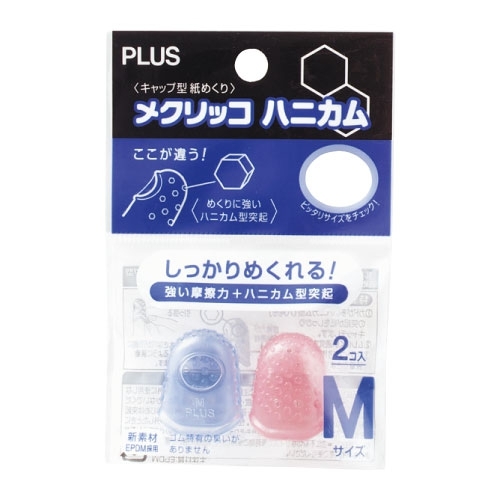 PLUS
〈キャップ型 紙めくり〉
メクリッコ ハニカム
ここが違う!
めくりに強い
ハニカム型突起
ピッタリサイズをチェック!
しっかりめくれる!
強い摩擦力+ハニカム型突起
2コ入
M
PLUS
M
サイズ
新素材
EPDM採用
ゴム特有の臭いが
ありません